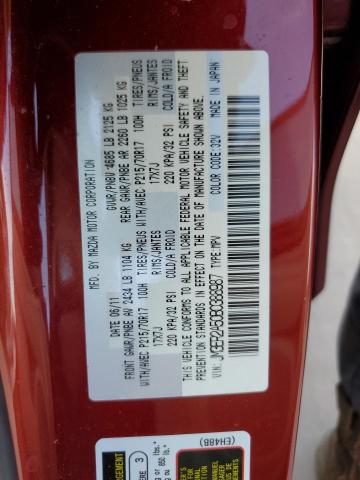 MFD. BY MAZDA MOTOR CORPORATION
DATE: 06/11 GVWR/PNBV 4685 LB 2125 KG
FRONT GAWR/PNBE AV 2434 LB 1104 KG REAR GAWR/PNBE AR 2260 LB 1025 KG
WITH/AVEC P215/70R17 100H TIRES/PNEUS WITH/AVEC P215/70R17 100H TIRES/PNEUS
17X7J RIMS/JANTES 17X7J RIMS/JANTES
220 KPA/32 PSI COLD/A FROID 220 KPA/32 PSI COLD/A FROID
THIS VEHICLE CONFORMS TO ALL APPLICABLE FEDERAL MOTOR VEHICLE SAFETY AND THEFT
PREVENTION STANDARDS IN EFFECT ON THE DATE OF MANUFACTURE SHOWN ABOVE.
MADE IN JAPAN
VIN: TYPE: MPV COLOR CODE: 32V
(EH48B)